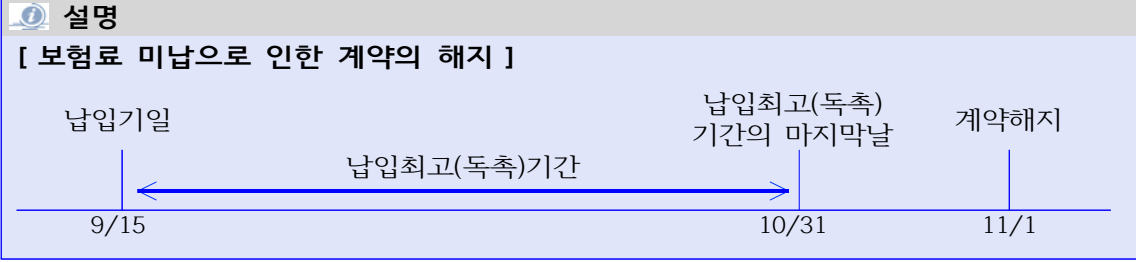 설명
[ 보험료 미납으로 인한 계약의 해지 ]
납입기일
납입최고(독촉)
기간의 마지막날
계약해지
납입최고(독촉)기간
9/15
10/31
11/1